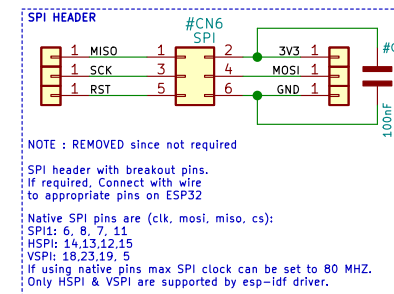 SPI HEADER
#CN6
SPI
1 MISO 1 2 3V3 1
1 SCK 3 4 MOSI 1
1 RST 5 6 GND 1
100nF
NOTE : REMOVED since not required
SPI header with breakout pins.
If required, Connect with wire
to appropriate pins on ESP32
Native SPI pins are (clk, mosi, miso, cs):
SPI1: 6, 8, 7, 11
HSPI: 14,13,12,15
VSPI: 18,23,19, 5
If using native pins max SPI clock can be set to 80 MHZ.
Only HSPI & VSPI are supported by esp-idf driver.